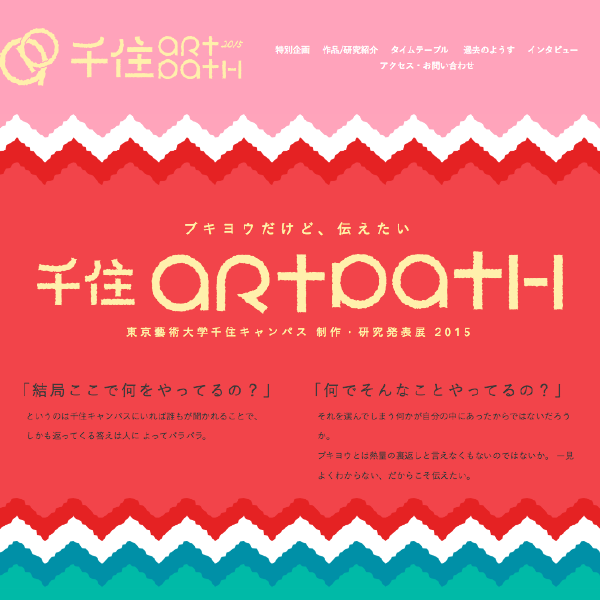 千住 ART PATH 2015
特別企画 作品/研究紹介 タイムテーブル 過去のようす インタビュー
アクセス・お問い合わせ
ブキヨウだけど、伝えたい
千住 ARTPATH
東京藝術大学千住キャンパス 制作・研究発表展 2015
「結局ここで何をやってるの？」
というのは千住キャンパスにいれば誰もが聞かれることで、
しかも返ってくる答えは人に よってバラバラ。
「何でそんなことやってるの？」
それを選んでしまう何かが自分の中にあったからではないだろう
か。
ブキヨウとは熱量の裏返しと言えなくもないのではないか。 一見
よくわからない、だからこそ伝えたい。